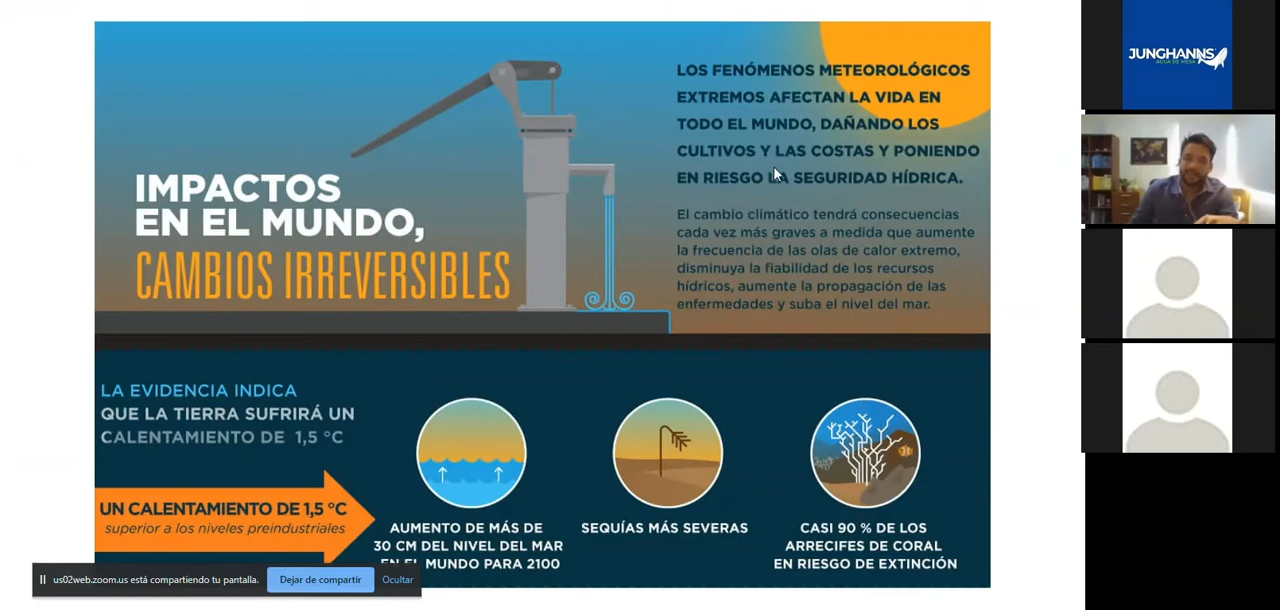 IMPACTOS
EN EL MUNDO,
CAMBIOS IRREVERSIBLES
LOS FENÓMENOS METEOROLÓGICOS
EXTREMOS AFECTAN LA VIDA EN
TODO EL MUNDO, DAÑANDO LOS
CULTIVOS Y LAS COSTAS Y PONIENDO
EN RIESGO LA SEGURIDAD HÍDRICA.
El cambio climático tendrá consecuencias
cada vez más graves a medida que aumente
la frecuencia de las olas de calor extremo,
disminuya la fiabilidad de los recursos
hídricos, aumente la propagación de las
enfermedades y suba el nivel del mar.
LA EVIDENCIA INDICA
QUE LA TIERRA SUFRIRÁ UN
CALENTAMIENTO DE 1,5 °C
UN CALENTAMIENTO DE 1,5 °C
superior a los niveles preindustriales
AUMENTO DE MÁS DE
30 CM DEL NIVEL DEL MAR
EN EL MUNDO PARA 2100
SEQUÍAS MÁS SEVERAS
CASI 90 % DE LOS
ARRECIFES DE CORAL
EN RIESGO DE EXTINCIÓN
us02web.zoom.us está compartiendo tu pantalla.
Dejar de compartir
Ocultar
JUNGHANNS
AGUA DE MESA